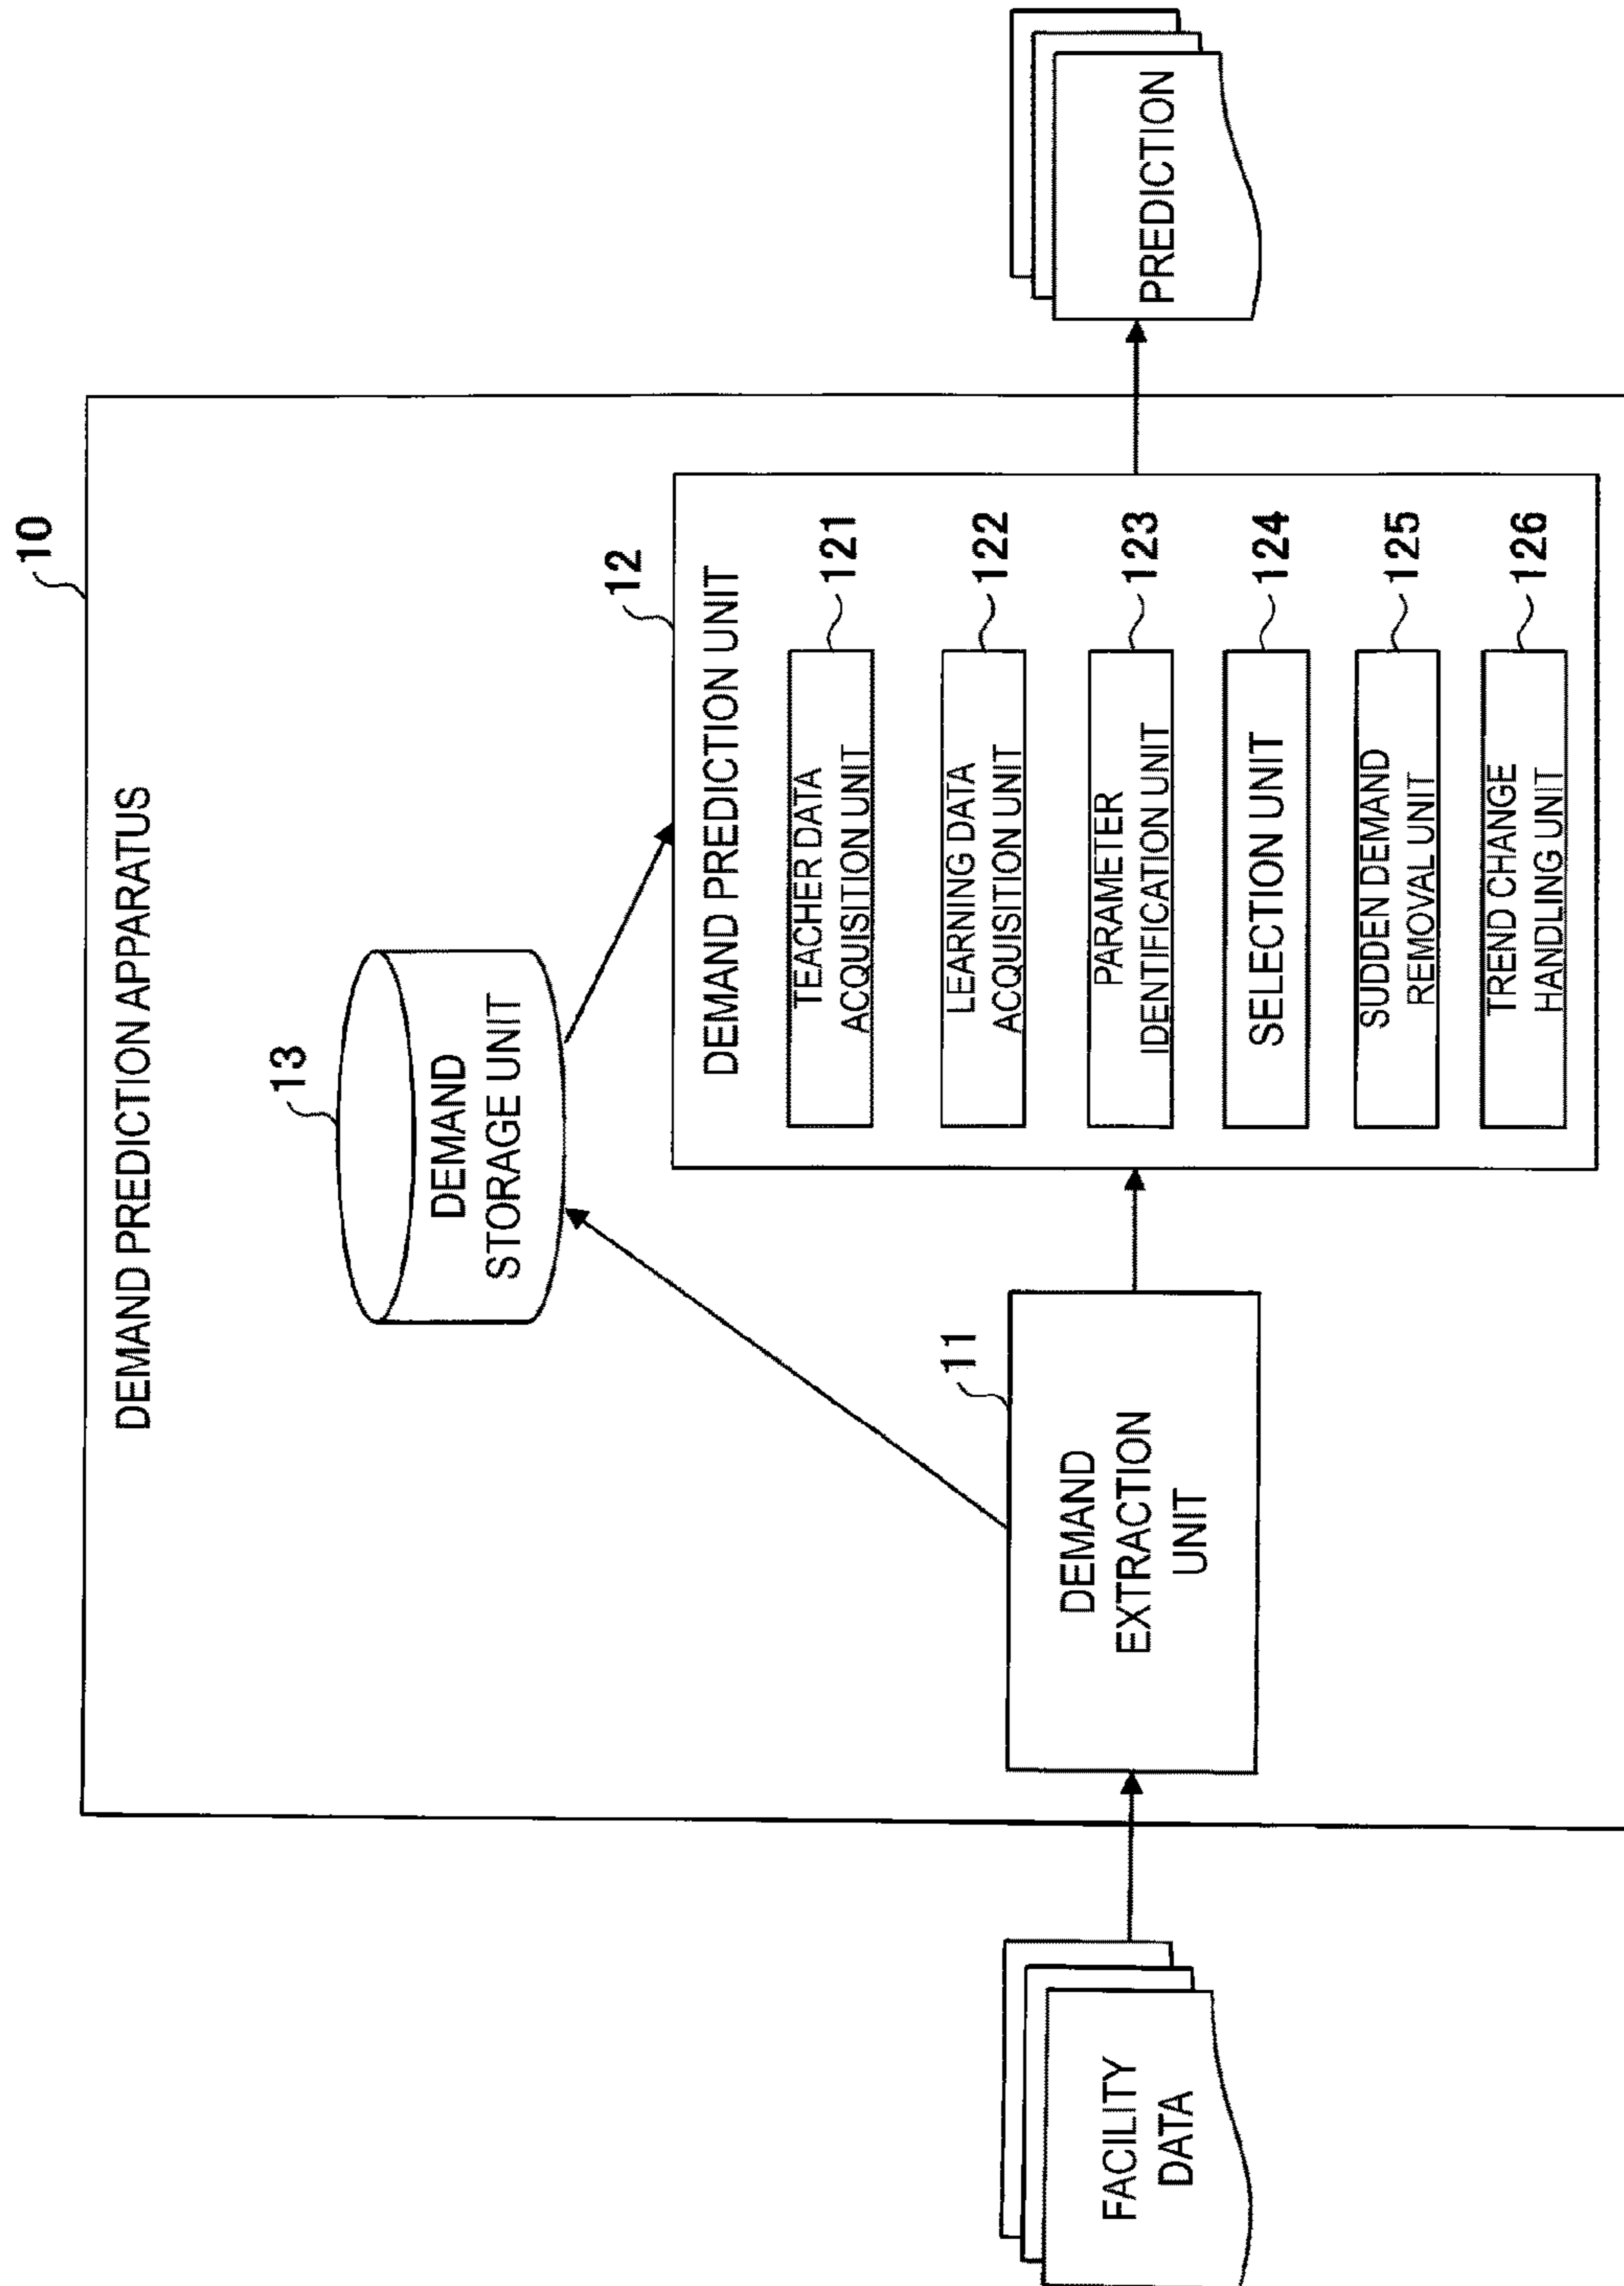 10
DEMAND PREDICTION APPARATUS
13
DEMAND
STORAGE UNIT
FACILITY
DATA
11
DEMAND
EXTRACTION
UNIT
12
DEMAND PREDICTION UNIT
TEACHER DATA
ACQUISITION UNIT
121
LEARNING DATA
ACQUISITION UNIT
122
PARAMETER
IDENTIFICATION UNIT
123
SELECTION UNIT
124
SUDDEN DEMAND
REMOVAL UNIT
125
TREND CHANGE
HANDLING UNIT
126
PREDICTION